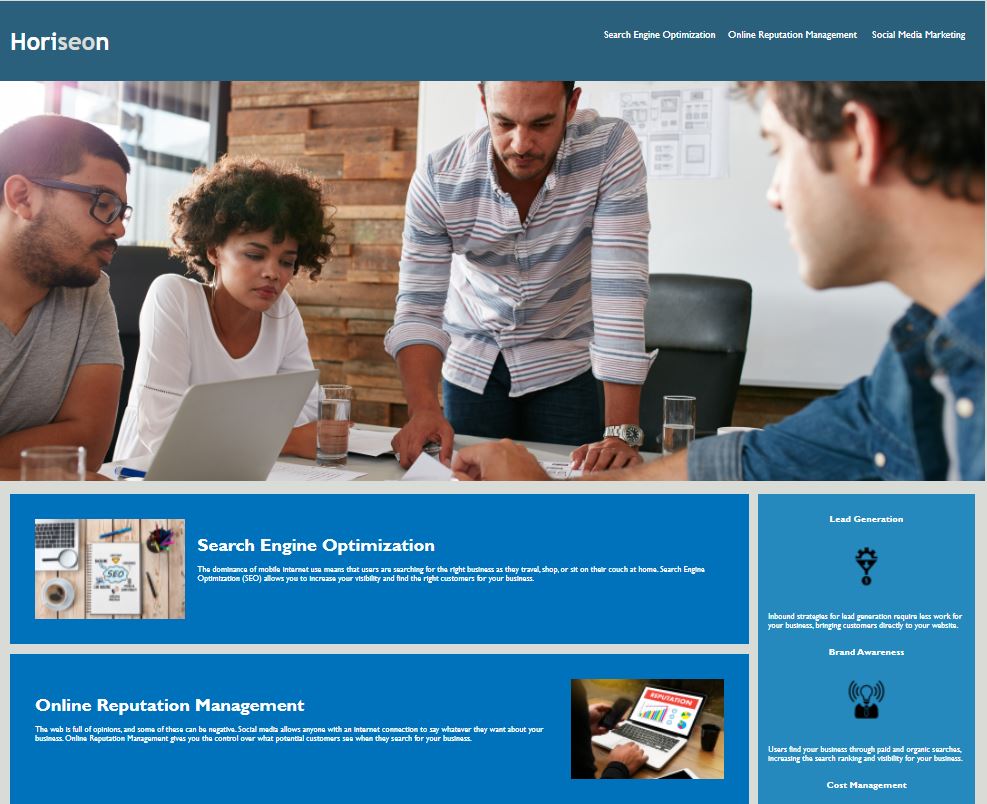 Horiseon
Search Engine Optimization
Online Reputation Management
Social Media Marketing
SEO
Search Engine Optimization
The dominance of mobile internet use means that users are searching for the right business as they travel, shop, or sit on their couch at home. Search Engine
Optimization (SEO) allows you to increase your visibility and find the right customers for your business.
REPUTATION
Online Reputation Management
The web is full of opinions, and some of these can be negative. Social media allows anyone with an internet connection to say whatever they want about your
business. Online Reputation Management gives you the control over what potential customers see when they search for your business.
Lead Generation
Inbound strategies for lead generation require less work for
your business, bringing customers directly to your website.
Brand Awareness
Users find your business through paid and organic searches,
increasing the search ranking and visibility for your business.
Cost Management